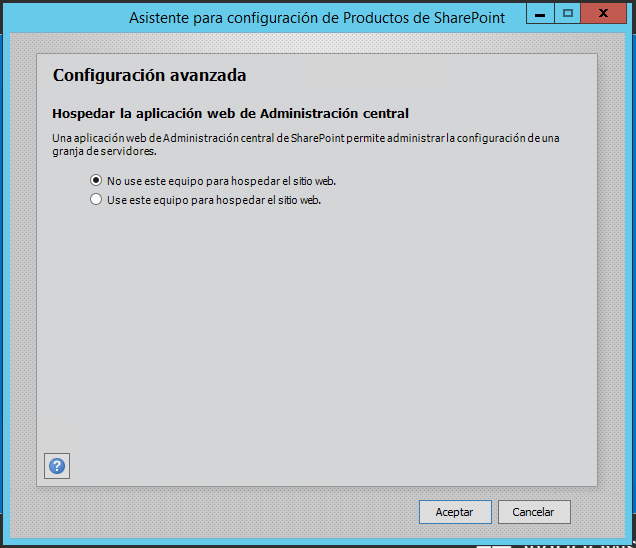 Asistente para configuración de Productos de SharePoint
Configuración avanzada
Hospedar la aplicación web de Administración central
Una aplicación web de Administración central de SharePoint permite administrar la configuración de una
granja de servidores.
No use este equipo para hospedar el sitio web.
Use este equipo para hospedar el sitio web.
Aceptar
Cancelar